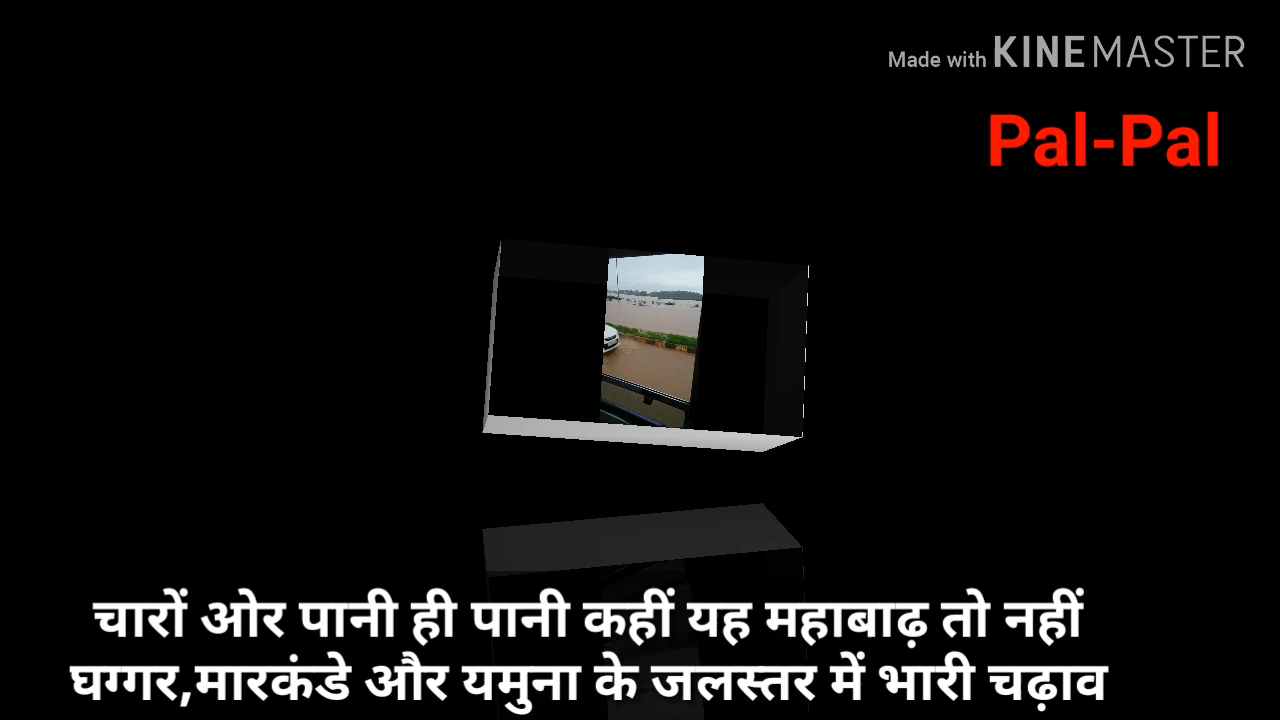 Made with KINEMASTER
Pal-Pal
चारों ओर पानी ही पानी कहीं यह महाबाढ़ तो नहीं
घग्गर,मारकंडे और यमुना के जलस्तर में भारी चढ़ाव